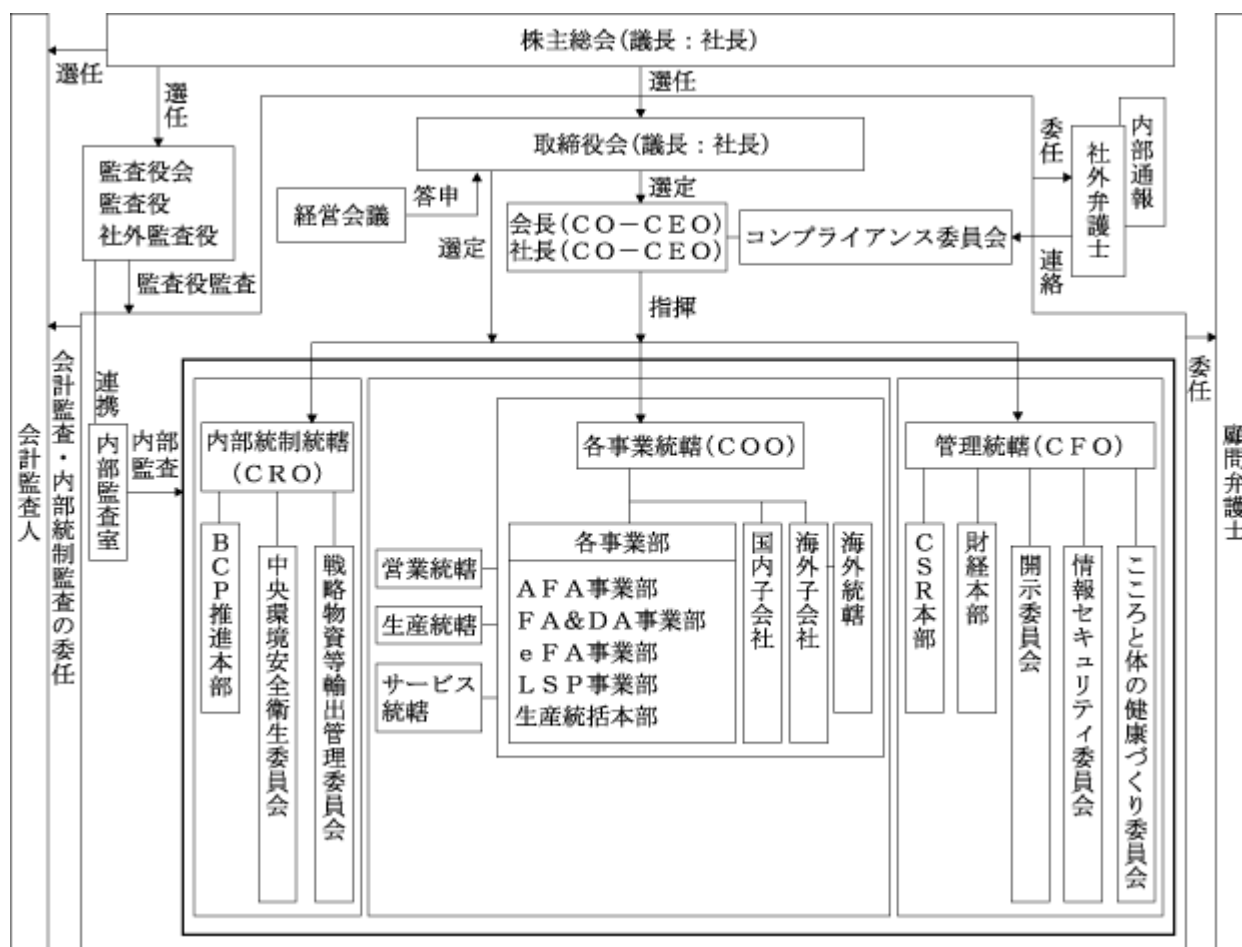 株主総会(議長：社長)
選任
選任
選任
取締役会(議長：社長)
監査役会
監査役
社外監査役
経営会議
答申
選定
選定
会長(CO－CEO)
社長(CO－CEO)
コンプライアンス委員会
委任
社外弁護士
内部通報
連絡
監査役監査
指揮
会計監査人
会計監査・内部統制監査の委任
連携
内部監査室
内部
監査
委任
顧問弁護士
内部統制統轄
(CRO)
BCP推進本部
中央環境安全衛生委員会
戦略物資等輸出管理委員会
各事業統轄(COO)
営業統轄
生産統轄
サービス
統轄
各事業部
AFA事業部
FA&DA事業部
eFA事業部
LSP事業部
生産統括本部
国内子会社
海外子会社
海外統轄
管理統轄(CFO)
CSR本部
財経本部
開示委員会
情報セキュリティ委員会
こころと体の健康づくり委員会